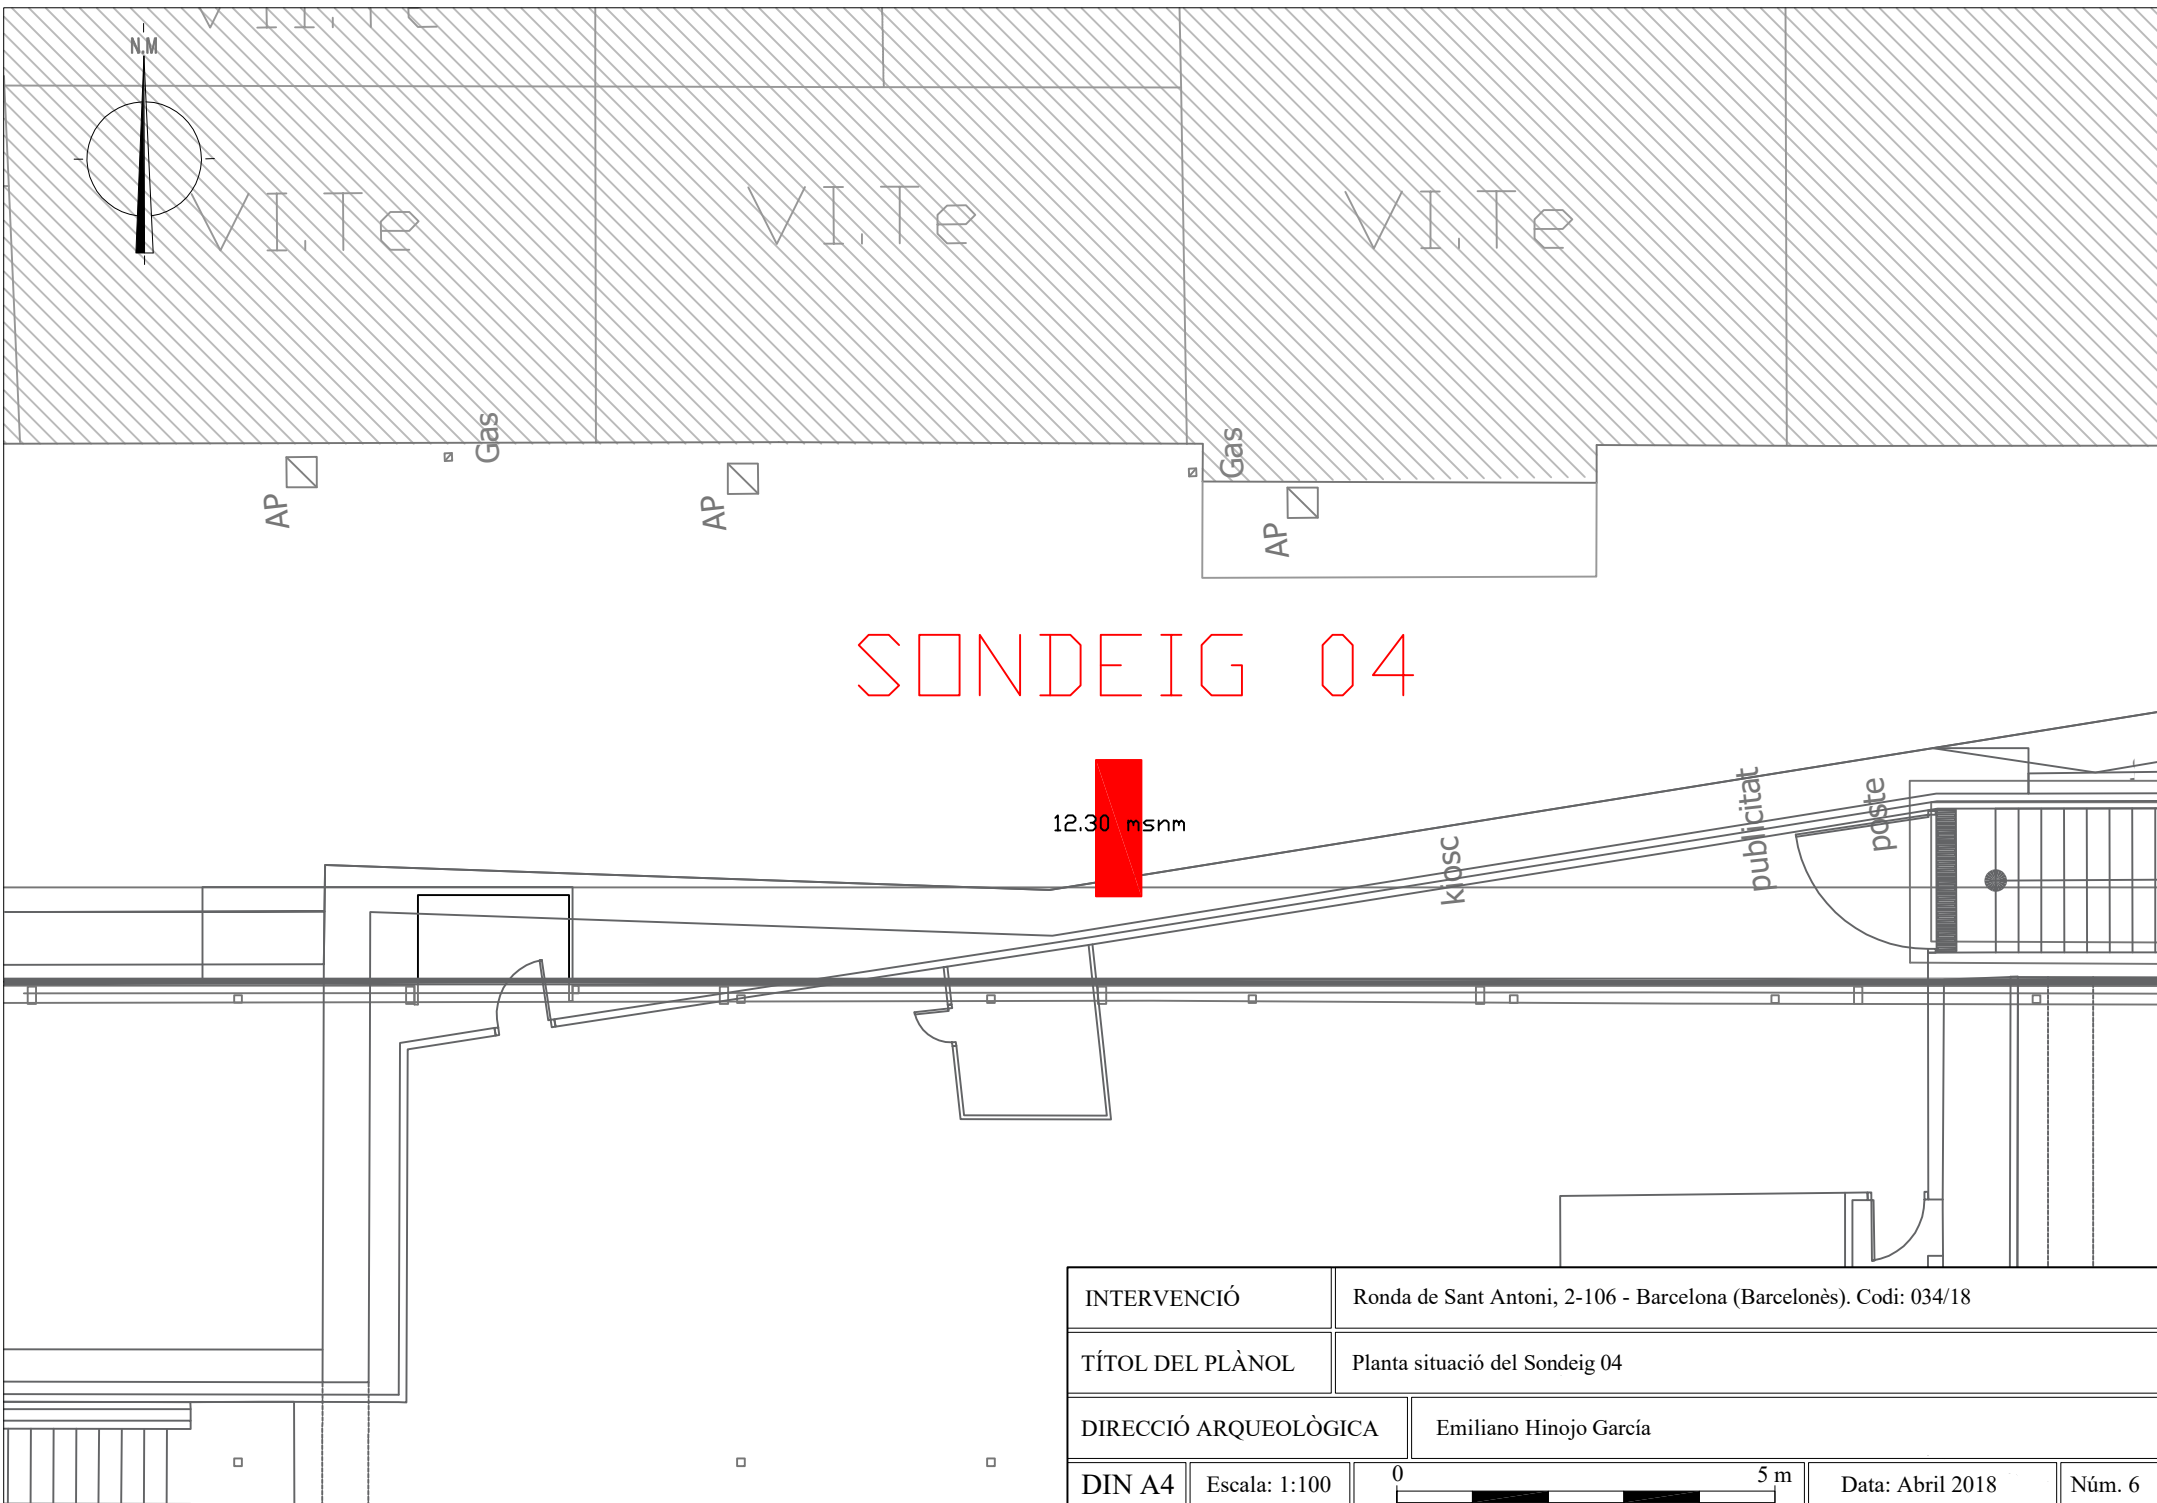 VI.Te
N.M
VI.Te
VI.Te
VI.Te
Gas
Gas
AP
AP
AP
SONDEIG 04
12.30 msnm
publicitat
poste
kiosc
INTERVENCIÓ
Ronda de Sant Antoni, 2-106 - Barcelona (Barcelonès). Codi: 034/18
TÍTOL DEL PLÀNOL
Planta situació del Sondeig 04
DIRECCIÓ ARQUEOLÒGICA
Emiliano Hinojo García
DIN A4
Escala: 1:100
0
5 m
Data: Abril 2018
Núm. 6